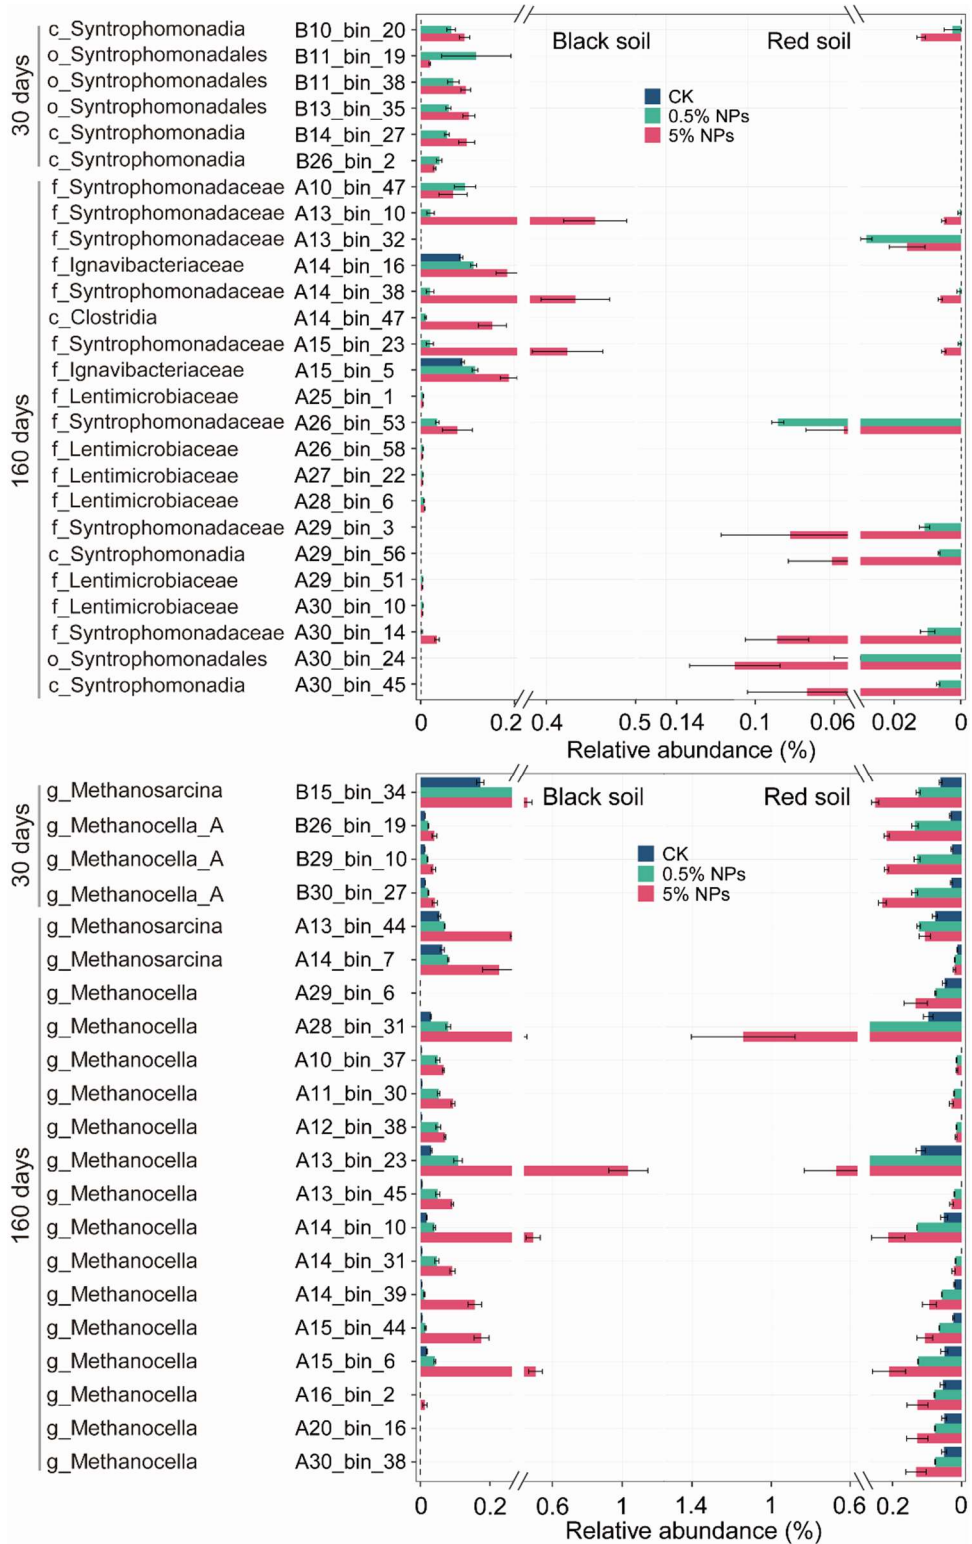 c_Syntrophomonadia B10_bin_20
Black soil Red soil
o_Syntrophomonadales B11_bin_19
o_Syntrophomonadales B11_bin_38
CK
o_Syntrophomonadales B13_bin_35
0.5% NPs
c_Syntrophomonadia B14_bin_27
5% NPs
c_Syntrophomonadia B26_bin_2
30 days
f_Syntrophomonadaceae A10_bin_47
f_Syntrophomonadaceae A13_bin_10
f_Syntrophomonadaceae A13_bin_32
f_Ignavibacteriaceae A14_bin_16
f_Syntrophomonadaceae A14_bin_38
c_Clostridia A14_bin_47
f_Syntrophomonadaceae A15_bin_23
f_Ignavibacteriaceae A15_bin_5
f_Lentimicrobiaceae A25_bin_1
f_Syntrophomonadaceae A26_bin_53
f_Lentimicrobiaceae A26_bin_58
f_Lentimicrobiaceae A27_bin_22
f_Lentimicrobiaceae A28_bin_6
f_Syntrophomonadaceae A29_bin_3
c_Syntrophomonadia A29_bin_56
f_Lentimicrobiaceae A29_bin_51
f_Lentimicrobiaceae A30_bin_10
f_Syntrophomonadaceae A30_bin_14
o_Syntrophomonadales A30_bin_24
c_Syntrophomonadia A30_bin_45
160 days
0 0.2 0.4 0.5 0.14 0.1 0.06 0.02 0
Relative abundance (%)
g_Methanosarcina B15_bin_34
Black soil Red soil
g_Methanocella_A B26_bin_19
g_Methanocella_A B29_bin_10
CK
0.5% NPs
g_Methanocella_A B30_bin_27
5% NPs
30 days
g_Methanosarcina A13_bin_44
g_Methanosarcina A14_bin_7
g_Methanocella A29_bin_6
g_Methanocella A28_bin_31
g_Methanocella A10_bin_37
g_Methanocella A11_bin_30
g_Methanocella A12_bin_38
g_Methanocella A13_bin_23
g_Methanocella A13_bin_45
g_Methanocella A14_bin_10
g_Methanocella A14_bin_31
g_Methanocella A14_bin_39
g_Methanocella A15_bin_44
g_Methanocella A15_bin_6
g_Methanocella A16_bin_2
g_Methanocella A20_bin_16
g_Methanocella A30_bin_38
160 days
0 0.2 0.6 1 1.4 1 0.6 0.2 0
Relative abundance (%)